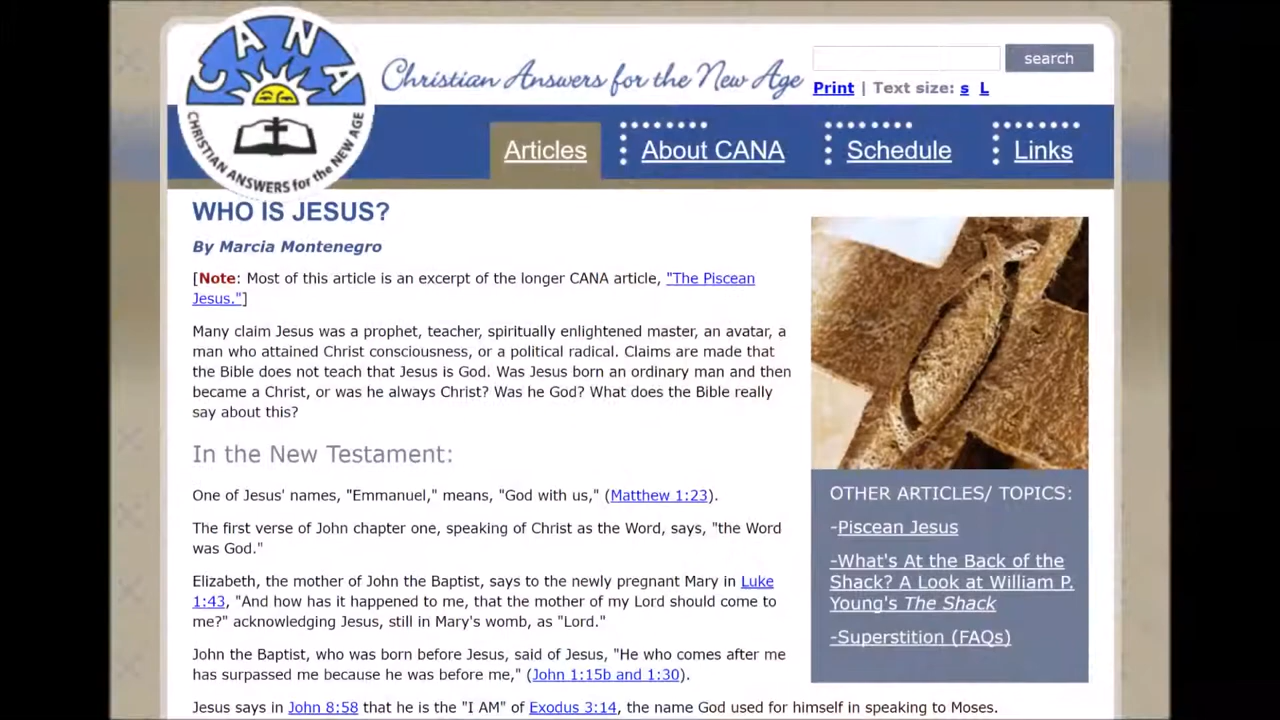 CANA
CHRISTIAN ANSWERS for the NEW AGE
Christian Answers for the New Age
search
Print | Text size: s L
Articles
About CANA
Schedule
Links
WHO IS JESUS?
By Marcia Montenegro
[Note: Most of this article is an excerpt of the longer CANA article, "The Piscean
Jesus."]
Many claim Jesus was a prophet, teacher, spiritually enlightened master, an avatar, a
man who attained Christ consciousness, or a political radical. Claims are made that
the Bible does not teach that Jesus is God. Was Jesus born an ordinary man and then
became a Christ, or was he always Christ? Was he God? What does the Bible really
say about this?
In the New Testament:
One of Jesus' names, "Emmanuel," means, "God with us," (Matthew 1:23).
The first verse of John chapter one, speaking of Christ as the Word, says, "the Word
was God."
Elizabeth, the mother of John the Baptist, says to the newly pregnant Mary in Luke
1:43, "And how has it happened to me, that the mother of my Lord should come to
me?" acknowledging Jesus, still in Mary's womb, as "Lord."
John the Baptist, who was born before Jesus, said of Jesus, "He who comes after me
has surpassed me because he was before me," (John 1:15b and 1:30).
Jesus says in John 8:58 that he is the "I AM" of Exodus 3:14, the name God used for himself in speaking to Moses.
OTHER ARTICLES/ TOPICS:
-Piscean Jesus
-What's At the Back of the
Shack? A Look at William P.
Young's The Shack
-Superstition (FAQs)